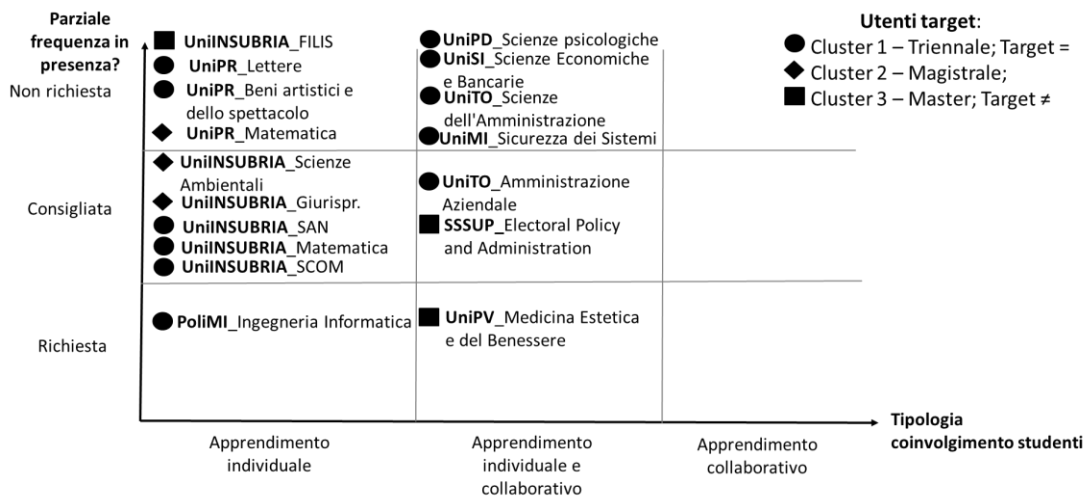 Parziale
frequenza in
presenza?
Non richiesta
Consigliata
Richiesta
UniINSUBRIA_FILIS
UniPR_Lettere
UniPR_Beni artistici e
dello spettacolo
UniPR_Matematica
UniPD_Scienze psicologiche
UniSI_Scienze Economiche
e Bancarie
UniTO_Scienze
dell'Amministrazione
UniMI_Sicurezza dei Sistemi
UniINSUBRIA_Scienze
Ambientali
UniINSUBRIA_Giurispr.
UniINSUBRIA_SAN
UniINSUBRIA_Matematica
UniINSUBRIA_SCOM
UniTO_Amministrazione
Aziendale
SSSUP_Electoral Policy
and Administration
PoliMI_Ingegneria Informatica
UniPV_Medicina Estetica
e del Benessere
Apprendimento
individuale
Apprendimento
individuale e
collaborativo
Apprendimento
collaborativo
Tipologia
coinvolgimento studenti
Utenti target:
Cluster 1 – Triennale; Target =
Cluster 2 – Magistrale;
Cluster 3 – Master; Target ≠